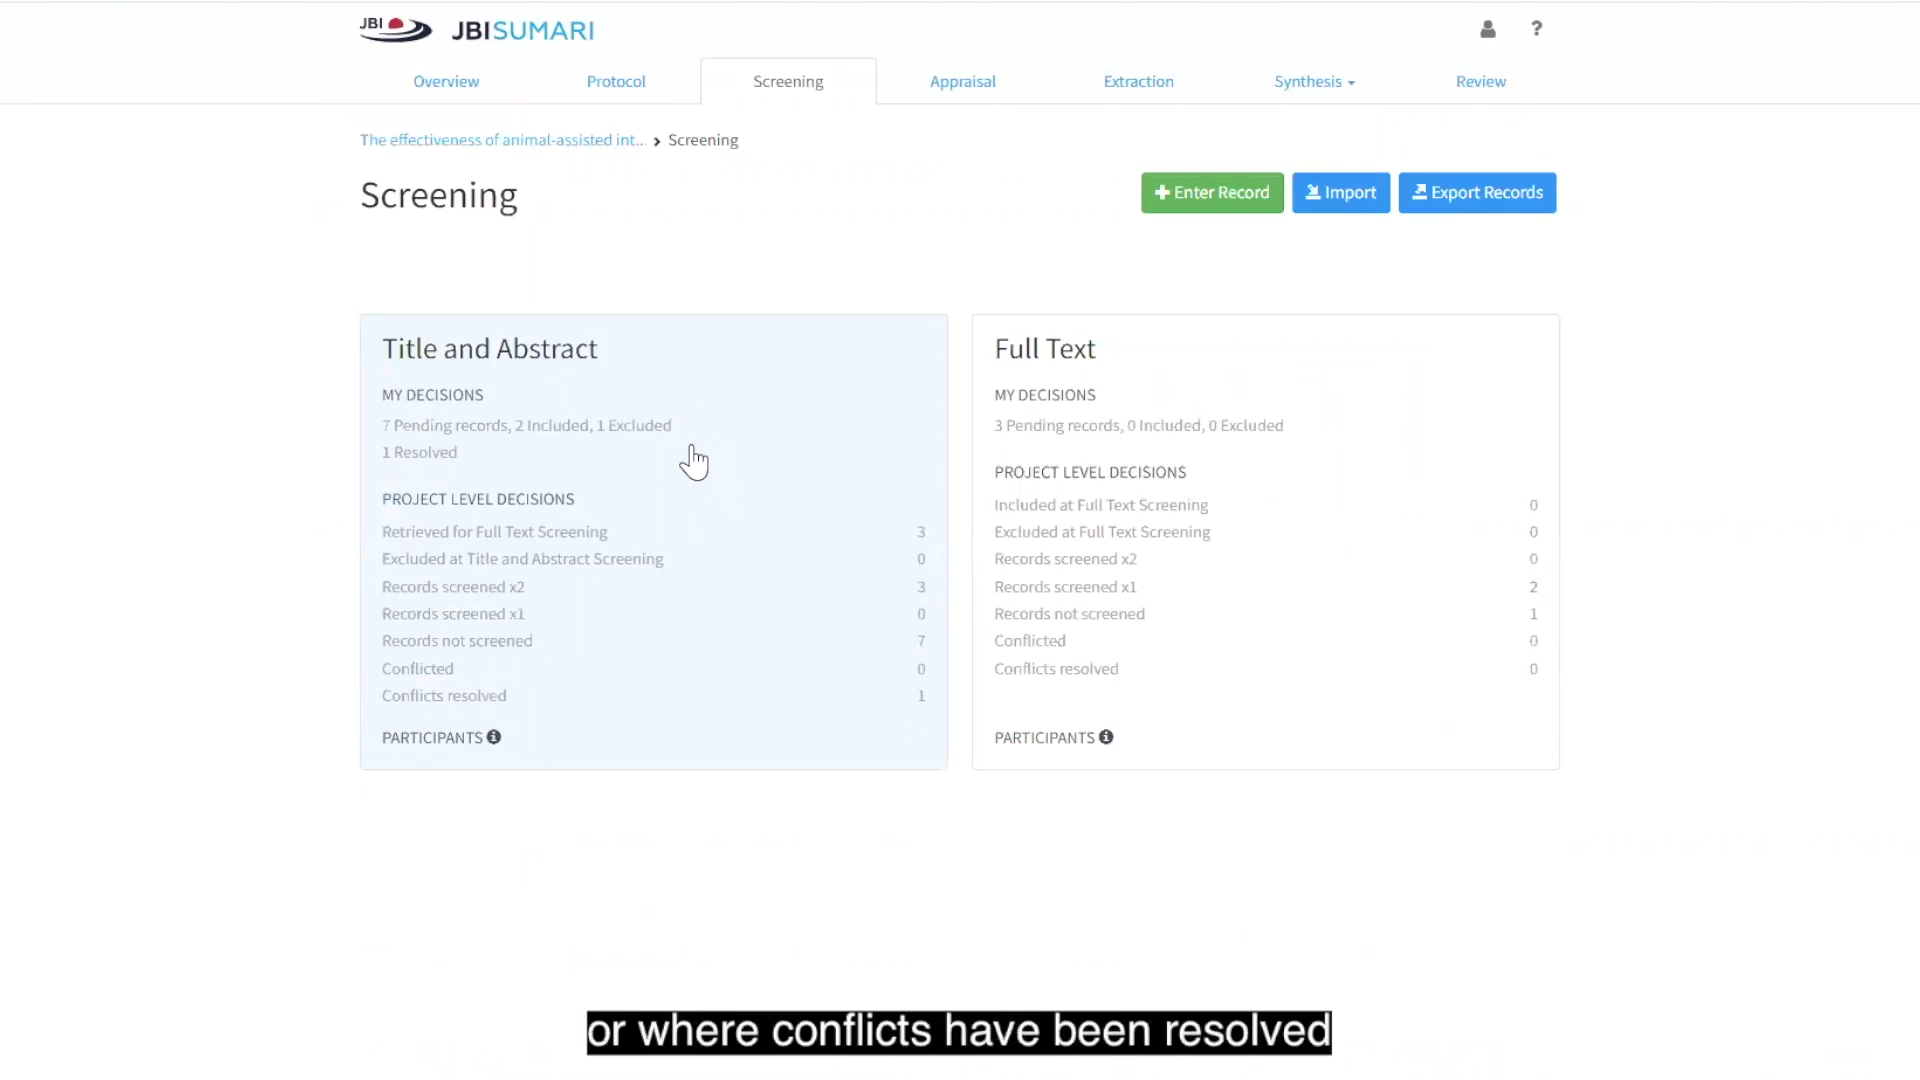 JBI JBISUMARI ?
Overview Protocol Screening Appraisal Extraction Synthesis Review
The effectiveness of animal-assisted int... › Screening
Screening
Enter Record Import Export Records
Title and Abstract
MY DECISIONS
7 Pending records, 2 Included, 1 Excluded
1 Resolved
PROJECT LEVEL DECISIONS
Retrieved for Full Text Screening 3
Excluded at Title and Abstract Screening 0
Records screened x2 3
Records screened x1 0
Records not screened 7
Conflicted 0
Conflicts resolved 1
PARTICIPANTS
Full Text
MY DECISIONS
3 Pending records, 0 Included, 0 Excluded
PROJECT LEVEL DECISIONS
Included at Full Text Screening 0
Excluded at Full Text Screening 0
Records screened x2 0
Records screened x1 2
Records not screened 1
Conflicted 0
Conflicts resolved 0
PARTICIPANTS
or where conflicts have been resolved